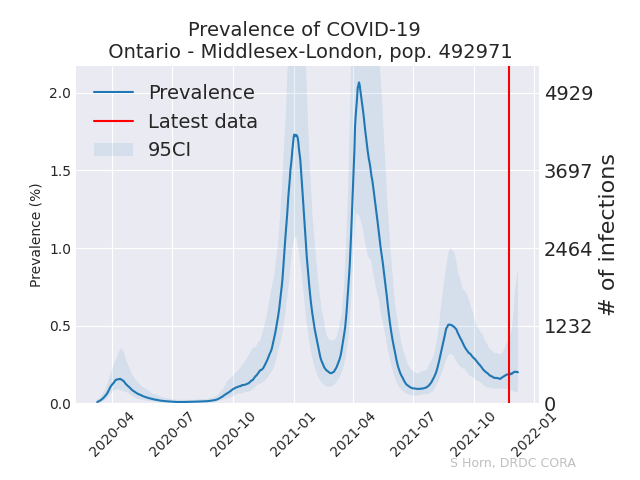 Prevalence of COVID-19
Ontario - Middlesex-London, pop. 492971
Prevalence
Latest data
95CI
Prevalence (%)
2.0
1.5
1.0
0.5
0.0
4929
3697
2464
1232
0
# of infections
2020-04
2020-07
2020-10
2021-01
2021-04
2021-07
2021-10
2022-01
S Horn, DRDC CORA